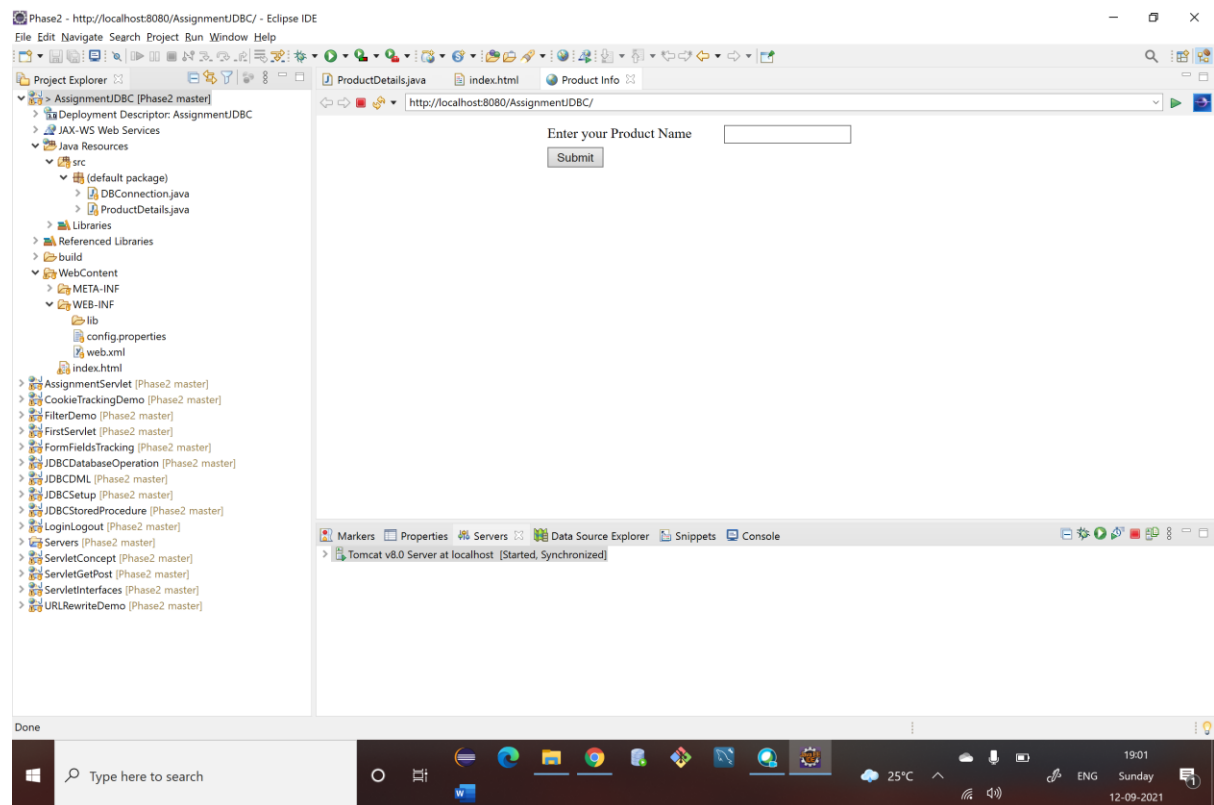 Phase2 - http://localhost:8080/AssignmentJDBC/ - Eclipse IDE
File Edit Navigate Search Project Run Window Help
Project Explorer
> AssignmentJDBC [Phase2 master]
Deployment Descriptor: AssignmentJDBC
JAX-WS Web Services
Java Resources
src
(default package)
DBConnection.java
ProductDetails.java
Libraries
Referenced Libraries
build
WebContent
META-INF
WEB-INF
lib
config.properties
web.xml
index.html
AssignmentServlet [Phase2 master]
CookieTrackingDemo [Phase2 master]
FilterDemo [Phase2 master]
FirstServlet [Phase2 master]
FormFieldsTracking [Phase2 master]
JDBCDatabaseOperation [Phase2 master]
JDBCDML [Phase2 master]
JDBCSetup [Phase2 master]
JDBCStoredProcedure [Phase2 master]
LoginLogout [Phase2 master]
Servers [Phase2 master]
ServletConcept [Phase2 master]
ServletGetPost [Phase2 master]
ServletInterfaces [Phase2 master]
URLRewriteDemo [Phase2 master]
ProductDetails.java index.html Product Info
http://localhost:8080/AssignmentJDBC/
Enter your Product Name
Submit
Markers Properties Servers Data Source Explorer Snippets Console
Tomcat v8.0 Server at localhost [Started, Synchronized]
Done
Type here to search
25°C
ENG
19:01
Sunday
12-09-2021
1